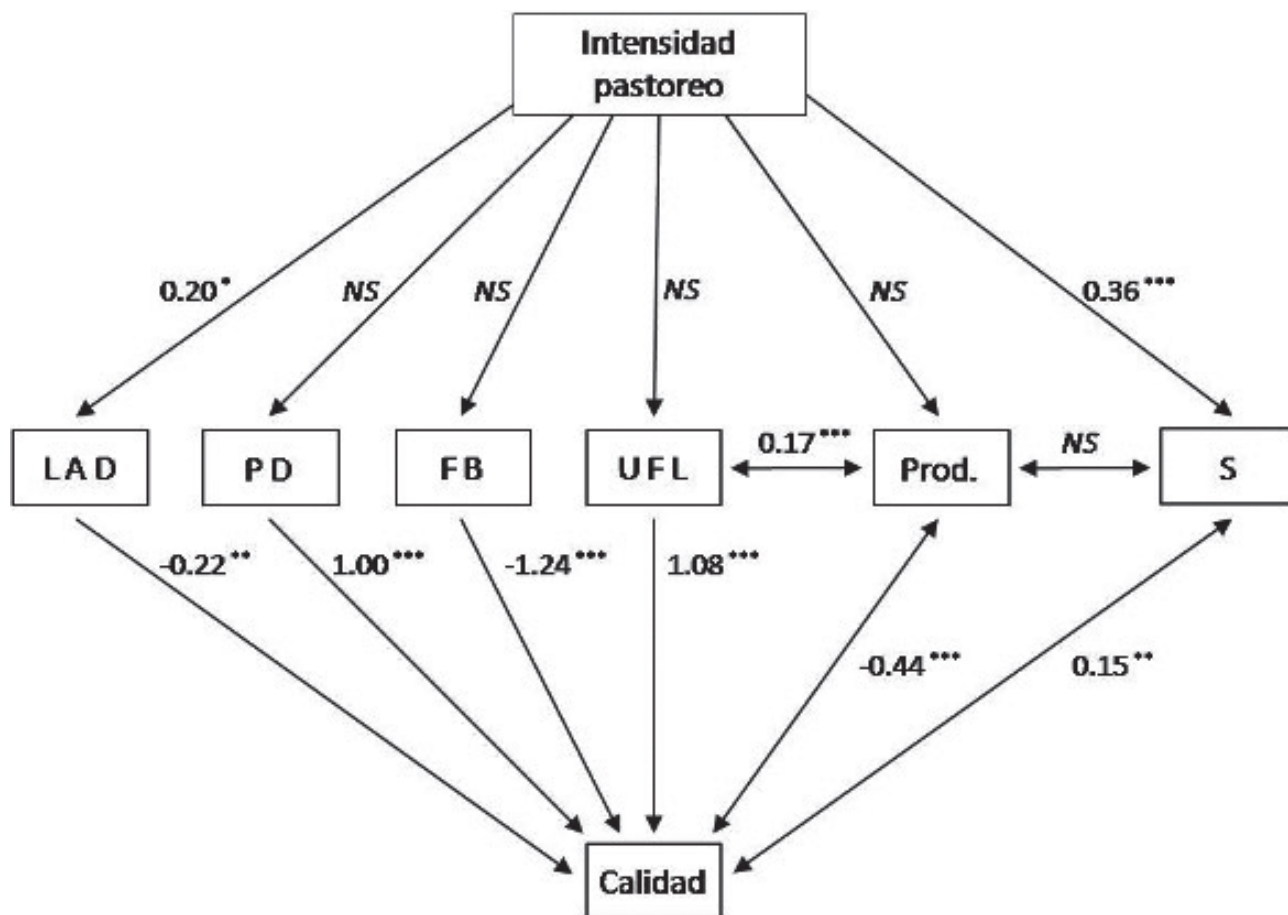 Intensidad
pastoreo
0.20*
NS
NS
NS
NS
0.36***
LAD
PD
FB
UFL
0.17***
Prod.
NS
S
-0.22**
1.00***
-1.24***
1.08***
-0.44***
0.15**
Calidad